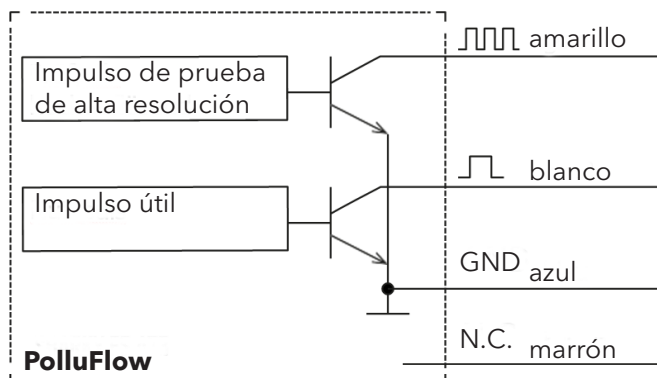 Impulso de prueba
de alta resolución
amarillo
Impulso útil
blanco
GND azul
N.C. marrón
PolluFlow